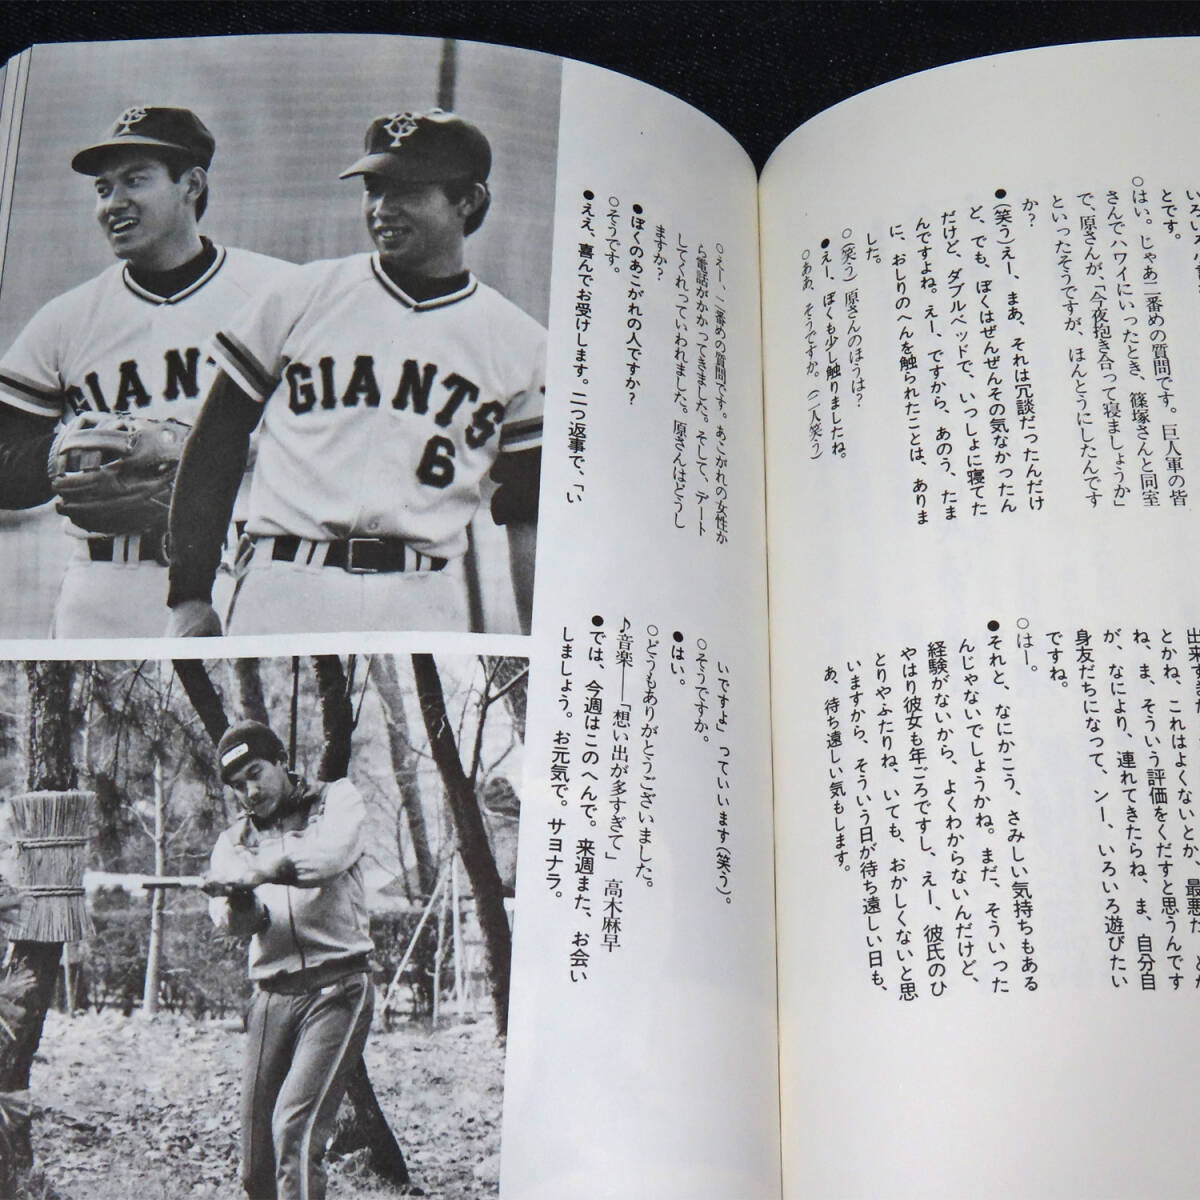 いろいろ
とです。
○はい。じゃあ二番めの質問です。巨人軍の皆
さんでハワイにいったとき、篠塚さんと同室
で、原さんが、「今夜抱き合って寝ましょうか」
といったそうですが、ほんとうにしたんです
か?
●(笑う)えー、まあ、それは冗談だったんだけ
ど、でも、ぼくはぜんぜんその気なかったん
だけど、ダブルベッドで、いっしょに寝てた
んですよね。えー、ですから、あのう、たま
に、おしりのへんを触られたことは、ありま
した。
○(笑う)原さんのほうは?
●えー、ぼくも少し触りましたね。
○ああ、そうですか。(二人笑う)
とかね、これはよくないとか、最悪だ
ね、ま、そういう評価をくだすと思うんです
が、なにより、連れてきたらね、ま、自分自
身友だちになって、ンー、いろいろ遊びたい
ですね。
○はー。
●それと、なにかこう、さみしい気持ちもある
んじゃないでしょうかね。まだ、そういった
経験がないから、よくわからないんだけど、
やはり彼女も年ごろですし、えー、彼氏のひ
とりやふたりね、いても、おかしくないと思
いますから、そういう日が待ち遠しい日も、
あ、待ち遠しい気もします。
○えー、二番めの質問です。あこがれの女性か
ら電話がかかってきました。そして、デート
してくれっていわれました。原さんはどうし
ますか?
●ぼくのあこがれの人ですか?
○そうです。
●ええ、喜んでお受けします。二つ返事で、「い
いですよ」っていいます(笑う)。
○そうですか。
●はい。
○どうもありがとうございました。
♪音楽——「想い出が多すぎて」高木麻早
●では、今週はこのへんで。来週また、お会い
しましょう。お元気で。サヨナラ。
GIANTS
GIANTS
6